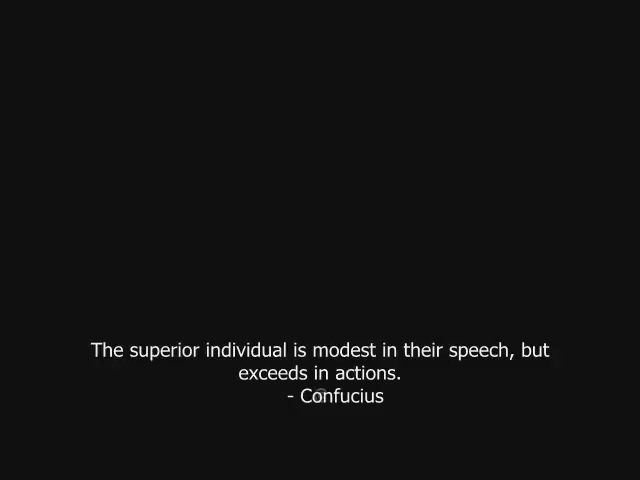 The superior individual is modest in their speech, but
exceeds in actions.
- Confucius